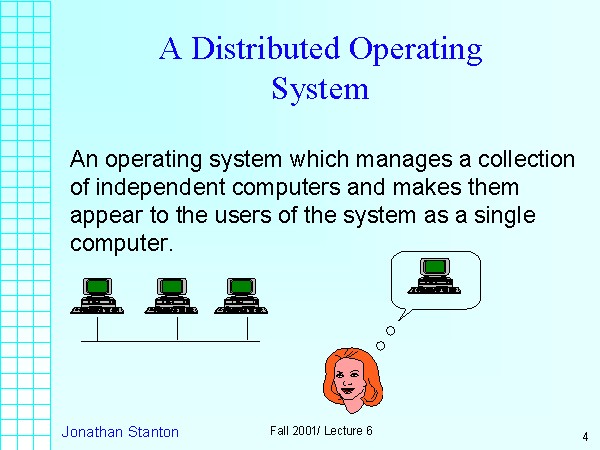 A Distributed Operating
System
An operating system which manages a collection
of independent computers and makes them
appear to the users of the system as a single
computer.
Jonathan Stanton
Fall 2001/ Lecture 6
4